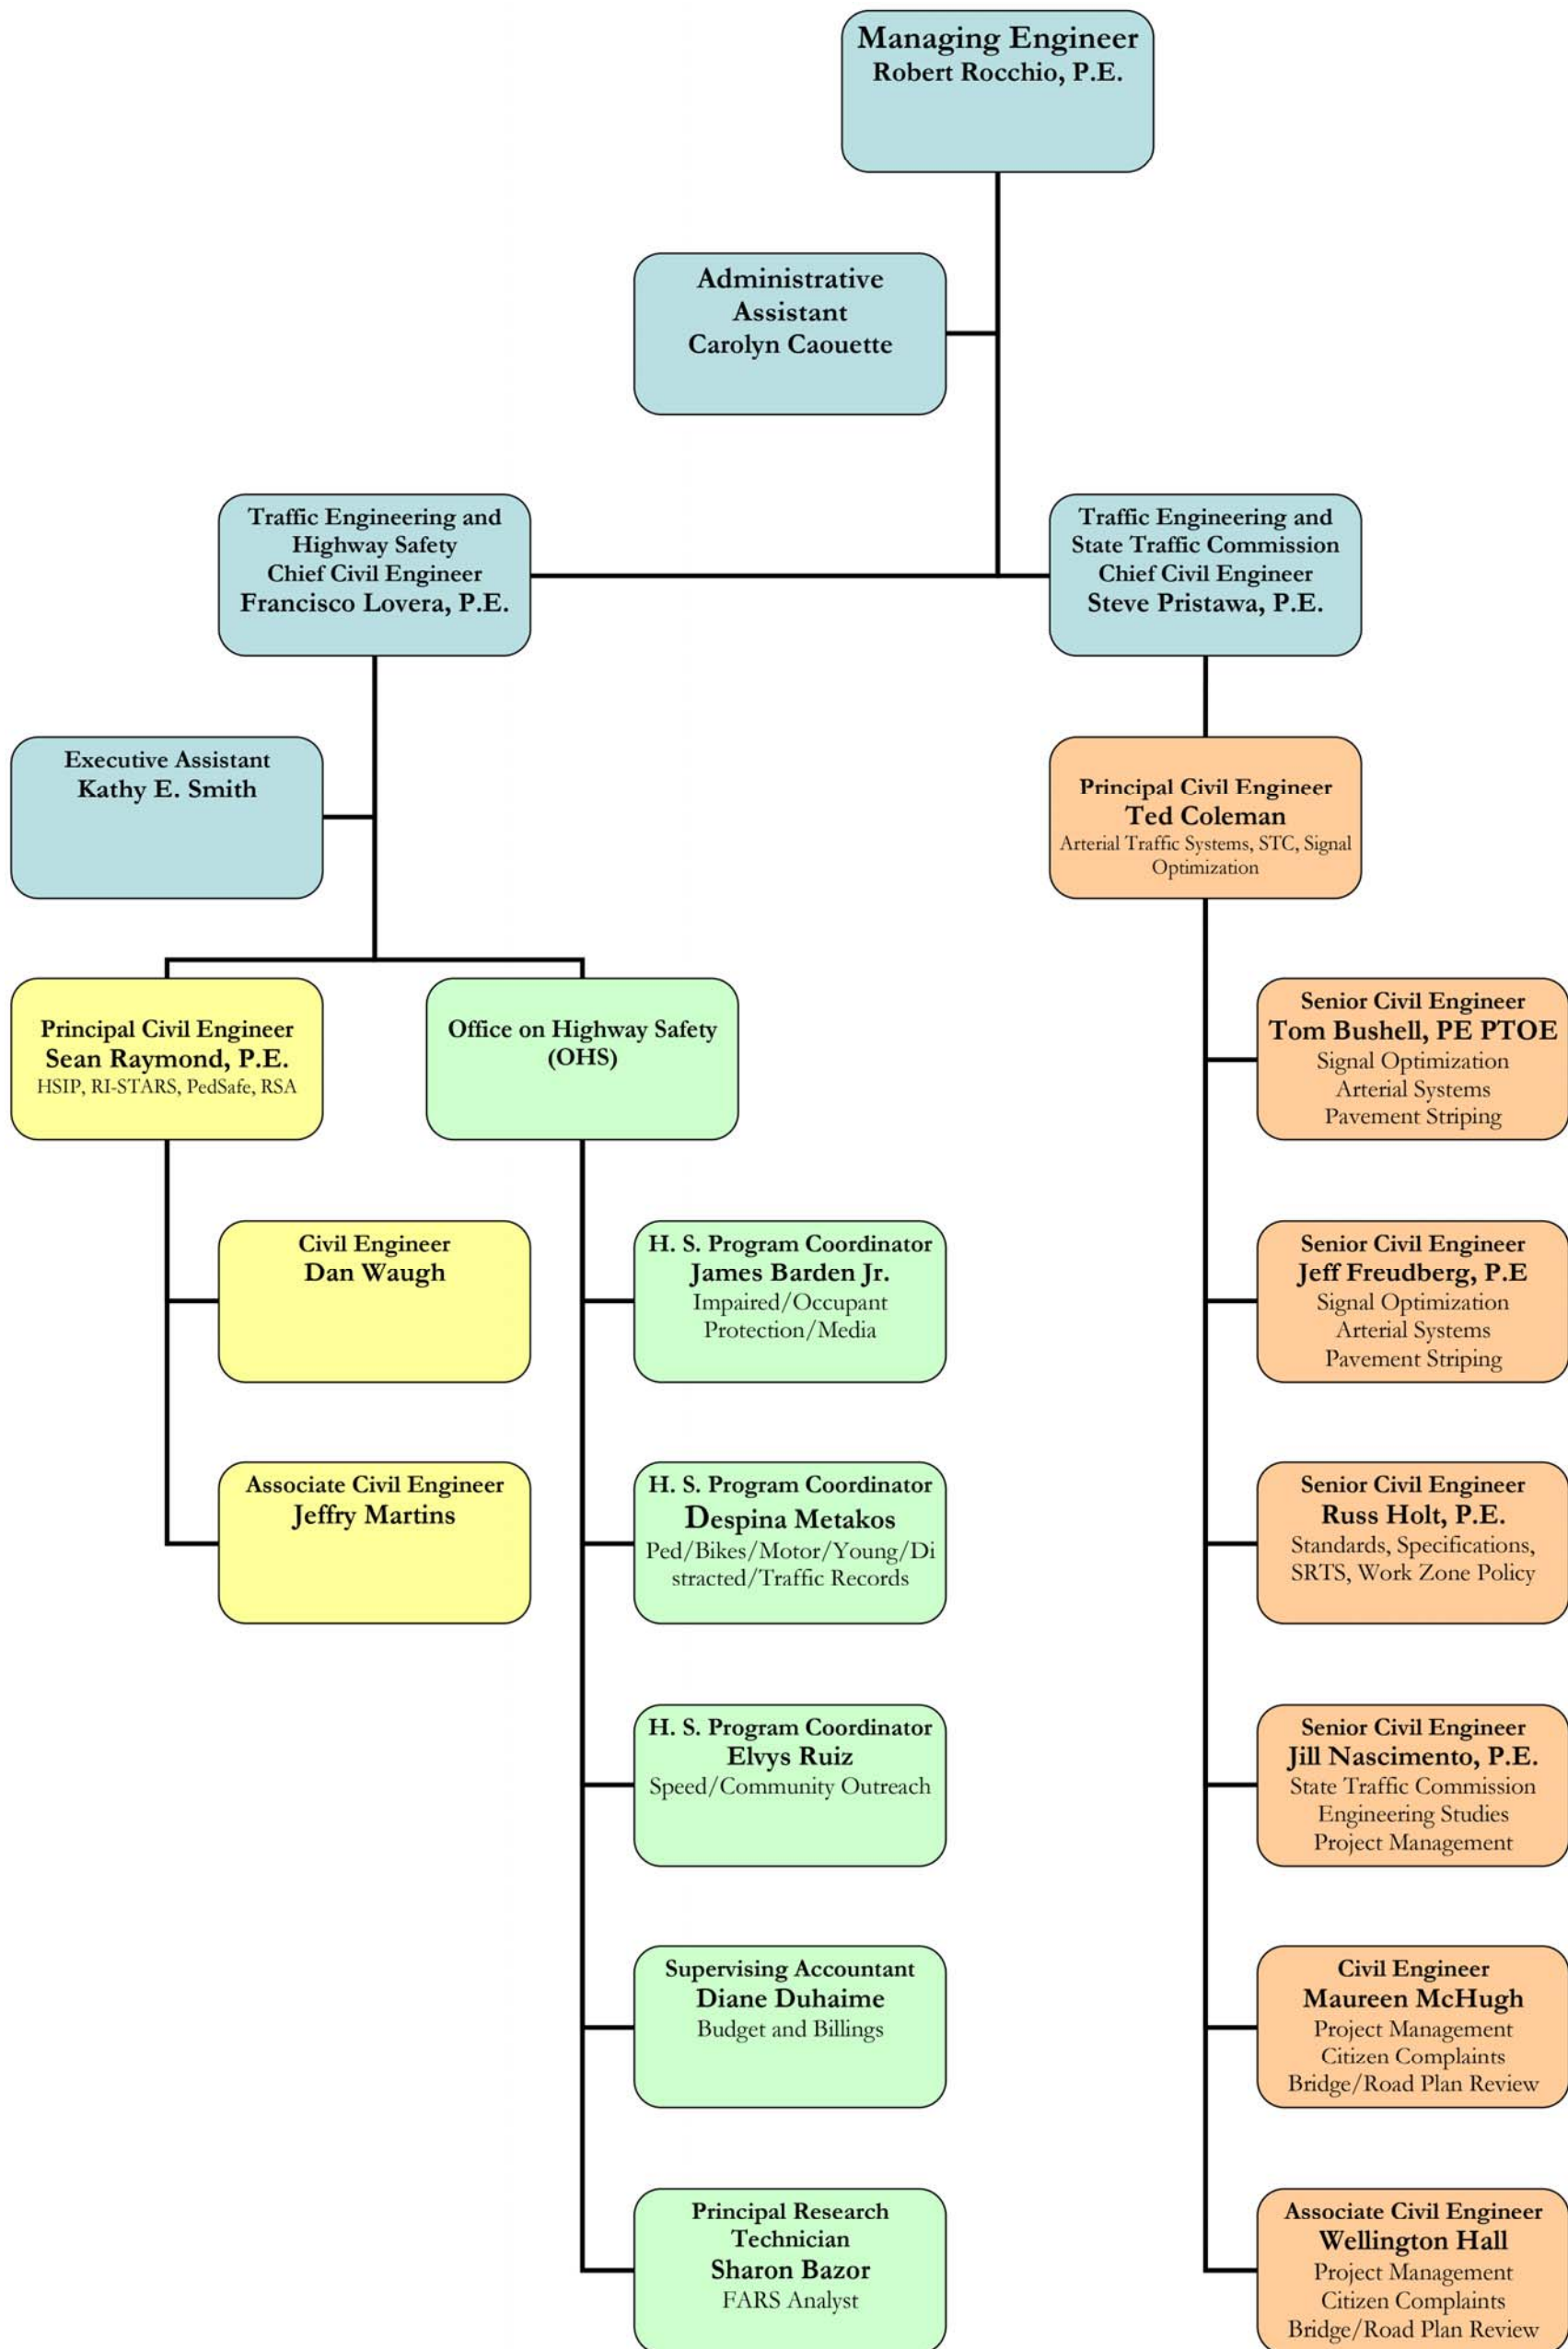 Managing Engineer
Robert Rocchio, P.E.
Administrative
Assistant
Carolyn Caouette
Traffic Engineering and
Highway Safety
Chief Civil Engineer
Francisco Lovera, P.E.
Traffic Engineering and
State Traffic Commission
Chief Civil Engineer
Steve Pristawa, P.E.
Executive Assistant
Kathy E. Smith
Principal Civil Engineer
Ted Coleman
Arterial Traffic Systems, STC, Signal
Optimization
Principal Civil Engineer
Sean Raymond, P.E.
HSIP, RI-STARS, PedSafe, RSA
Office on Highway Safety
(OHS)
Senior Civil Engineer
Tom Bushell, PE PTOE
Signal Optimization
Arterial Systems
Pavement Striping
Civil Engineer
Dan Waugh
H. S. Program Coordinator
James Barden Jr.
Impaired/Occupant
Protection/Media
Senior Civil Engineer
Jeff Freudberg, P.E
Signal Optimization
Arterial Systems
Pavement Striping
Associate Civil Engineer
Jeffry Martins
H. S. Program Coordinator
Despina Metakos
Ped/Bikes/Motor/Young/Di
stracted/Traffic Records
Senior Civil Engineer
Russ Holt, P.E.
Standards, Specifications,
SRTS, Work Zone Policy
H. S. Program Coordinator
Elvys Ruiz
Speed/Community Outreach
Senior Civil Engineer
Jill Nascimento, P.E.
State Traffic Commission
Engineering Studies
Project Management
Supervising Accountant
Diane Duhaime
Budget and Billings
Civil Engineer
Maureen McHugh
Project Management
Citizen Complaints
Bridge/Road Plan Review
Principal Research
Technician
Sharon Bazor
FARS Analyst
Associate Civil Engineer
Wellington Hall
Project Management
Citizen Complaints
Bridge/Road Plan Review